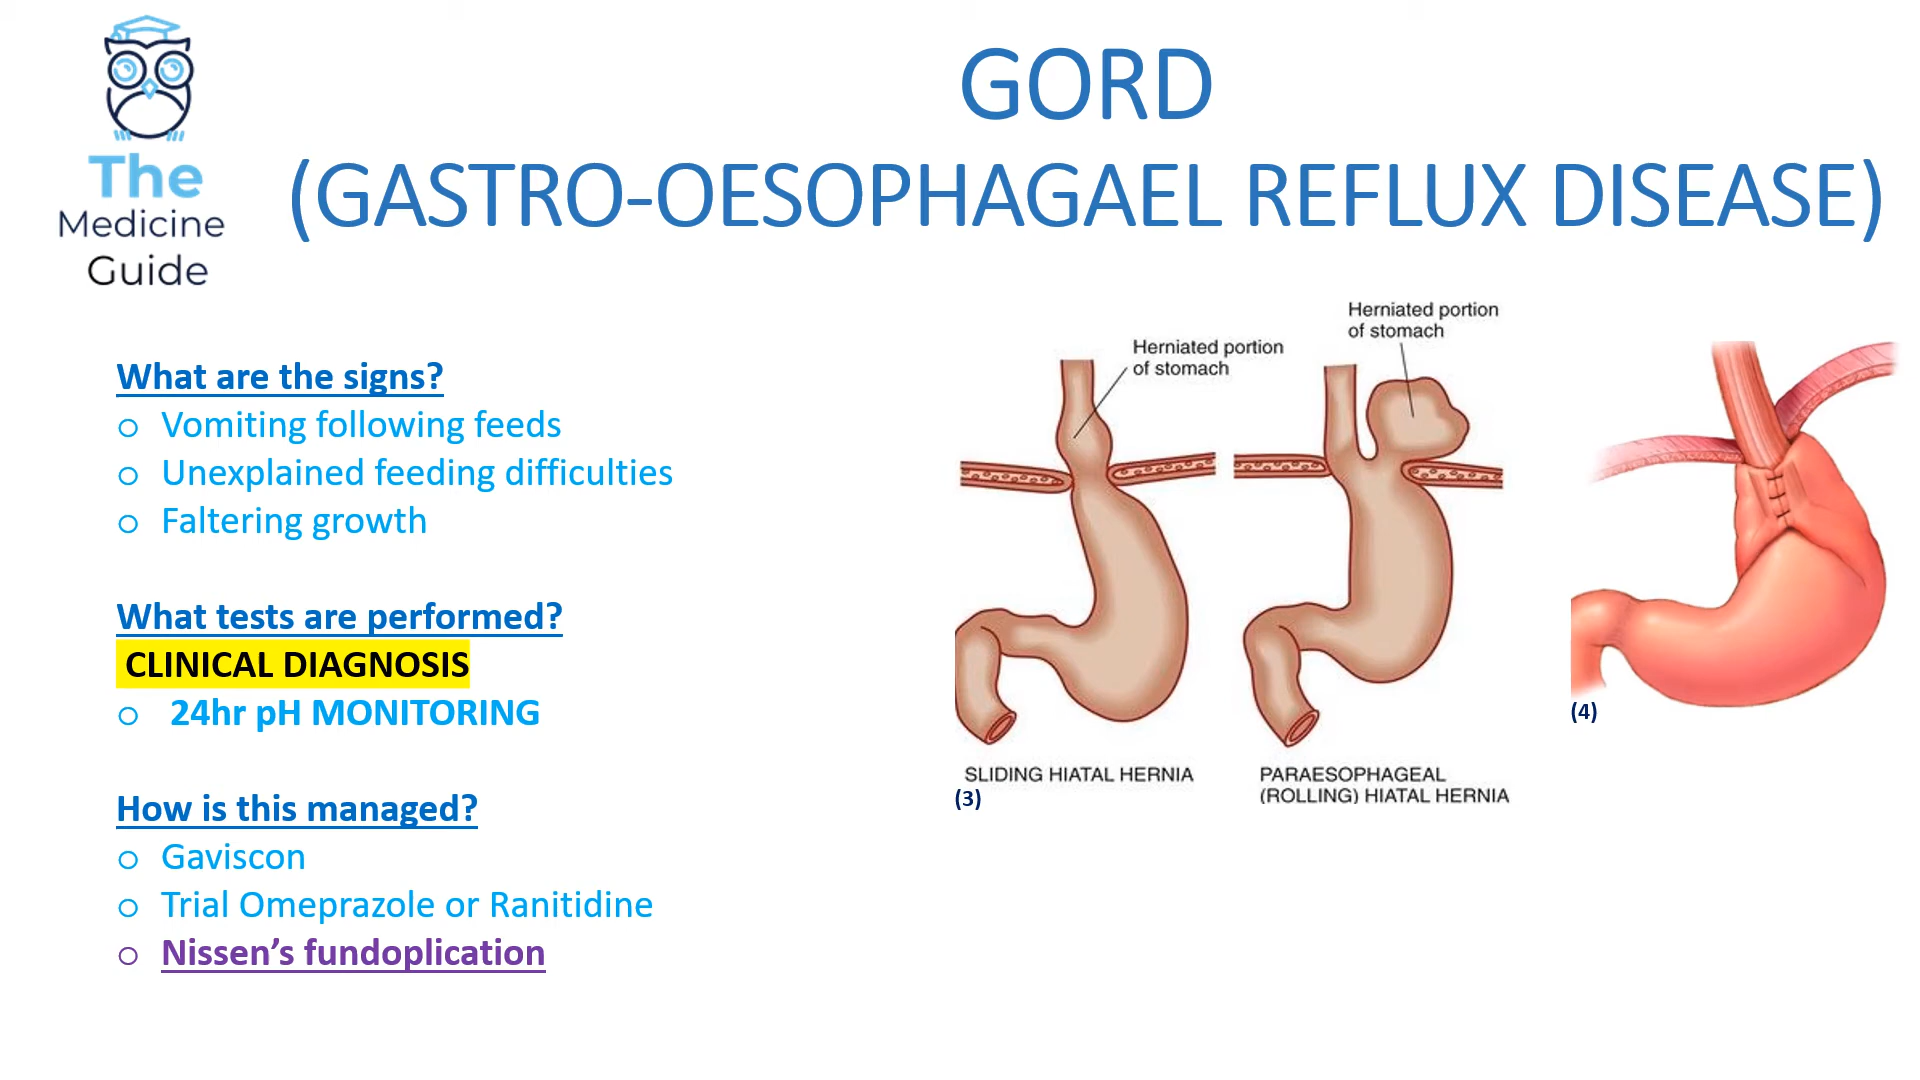 The
Medicine
Guide
GORD
(GASTRO-OESOPHAGAEL REFLUX DISEASE)
What are the signs?
○ Vomiting following feeds
○ Unexplained feeding difficulties
○ Faltering growth
What tests are performed?
CLINICAL DIAGNOSIS
○ 24hr pH MONITORING
How is this managed?
○ Gaviscon
○ Trial Omeprazole or Ranitidine
○ Nissen’s fundoplication
Herniated portion
of stomach
SLIDING HIATAL HERNIA
(3)
Herniated portion
of stomach
PARAESOPHAGEAL
(ROLLING) HIATAL HERNIA
(4)